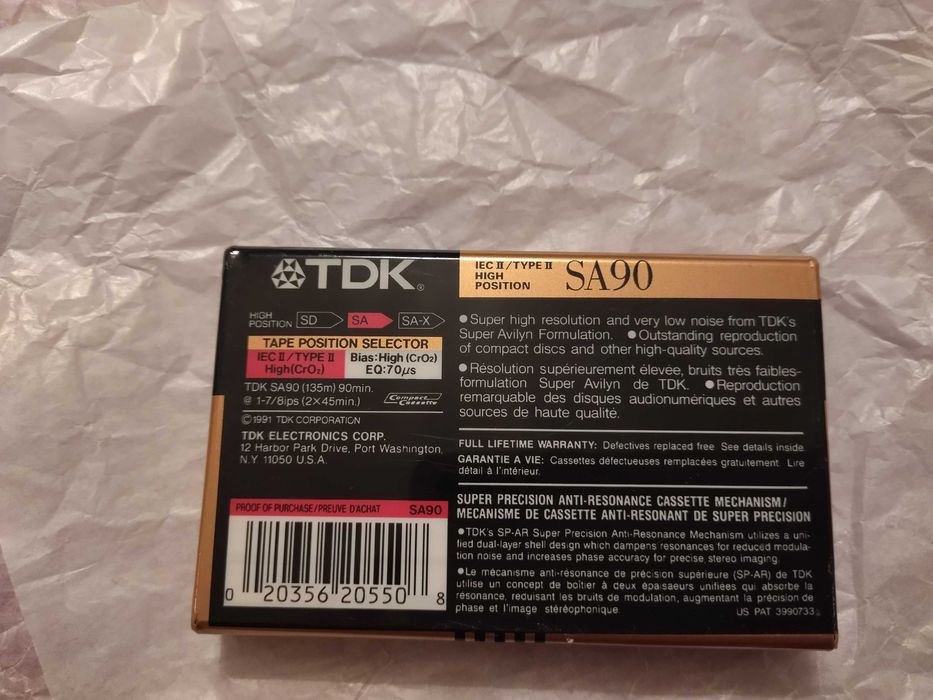 TDK®
IEC II/TYPE II
HIGH
POSITION
SA90
HIGH
POSITION
SD
SA
SA-X
TAPE POSITION SELECTOR
IEC II/TYPE II
High(CrO2)
Bias:High (CrO2)
EQ:70µs
TDK SA90 (135m) 90min.
@ 1-7/8ips (2×45min.)
Compact
Cassette
©1991 TDK CORPORATION
TDK ELECTRONICS CORP.
12 Harbor Park Drive, Port Washington,
N.Y 11050 U.S.A.
PROOF OF PURCHASE/PREUVE D'ACHAT
SA90
0 20356 20550 8
●Super high resolution and very low noise from TDK's
Super Avilyn Formulation. ●Outstanding reproduction
of compact discs and other high-quality sources.
●Résolution supérieurement élevée, bruits très faibles-
formulation Super Avilyn de TDK. ●Reproduction
remarquable des disques audionumériques et autres
sources de haute qualité.
FULL LIFETIME WARRANTY: Defectives replaced free. See details inside.
GARANTIE A VIE: Cassettes défectueuses remplacées gratuitement. Lire
détail à l'intérieur.
SUPER PRECISION ANTI-RESONANCE CASSETTE MECHANISM/
MECANISME DE CASSETTE ANTI-RESONANT DE SUPER PRECISION
●TDK's SP-AR Super Precision Anti-Resonance Mechanism utilizes a uni-
fied dual-layer shell design which dampens resonances for reduced modula-
tion noise and increases phase accuracy for precise stereo imaging.
●Le mécanisme anti-résonance de précision supérieure (SP-AR) de TDK
utilise un concept de boîtier à deux épaisseurs unifiées qui absorbe la
résonance, reduisant les bruits de modulation, augmentant la précision de
phase et l'image stéréophonique.
US PAT 3990733